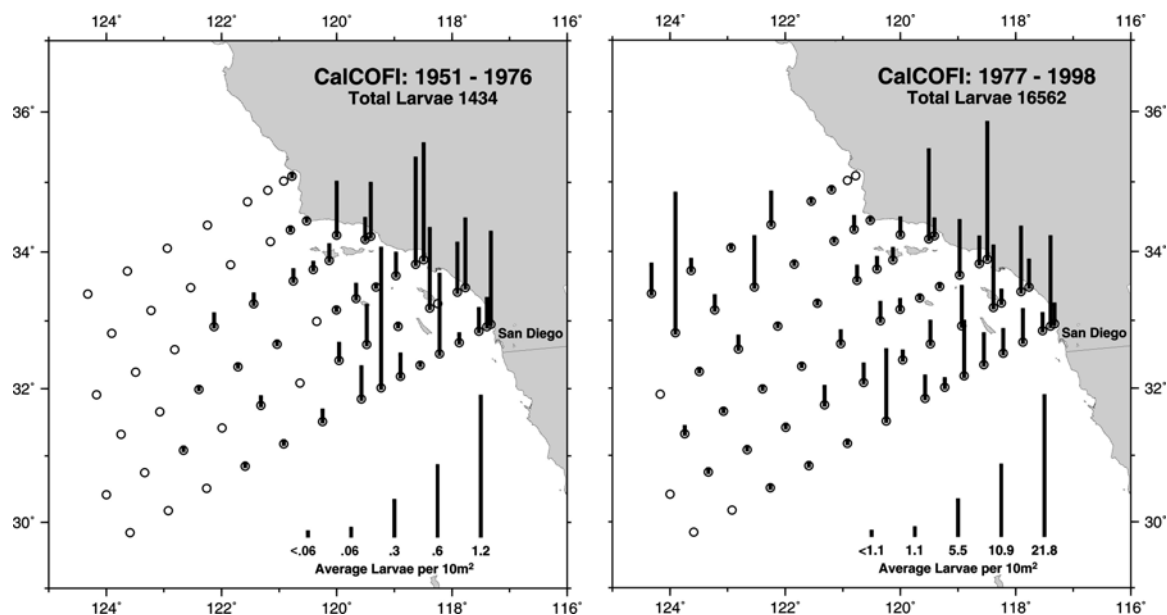 124˚ 122˚ 120˚ 118˚ 116˚
CalCOFI: 1951 - 1976
Total Larvae 1434
36˚
34˚
San Diego
32˚
30˚
<.06 .06 .3 .6 1.2
Average Larvae per 10m²
124˚ 122˚ 120˚ 118˚ 116˚
124˚ 122˚ 120˚ 118˚ 116˚
CalCOFI: 1977 - 1998
Total Larvae 16562
36˚
34˚
San Diego
32˚
30˚
<1.1 1.1 5.5 10.9 21.8
Average Larvae per 10m²
124˚ 122˚ 120˚ 118˚ 116˚